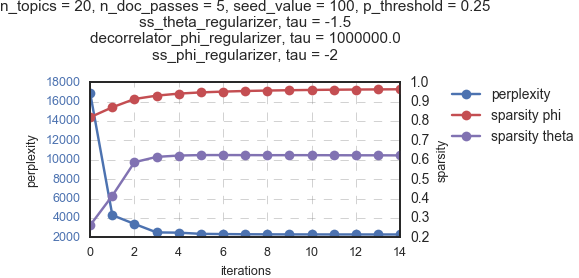 n_topics = 20, n_doc_passes = 5, seed_value = 100, p_threshold = 0.25
ss_theta_regularizer, tau = -1.5
decorrelator_phi_regularizer, tau = 1000000.0
ss_phi_regularizer, tau = -2
18000
16000
14000
12000
10000
8000
6000
4000
2000
perplexity
1.0
0.9
0.8
0.7
0.6
0.5
0.4
0.3
0.2
sparsity
0 2 4 6 8 10 12 14
iterations
perplexity
sparsity phi
sparsity theta